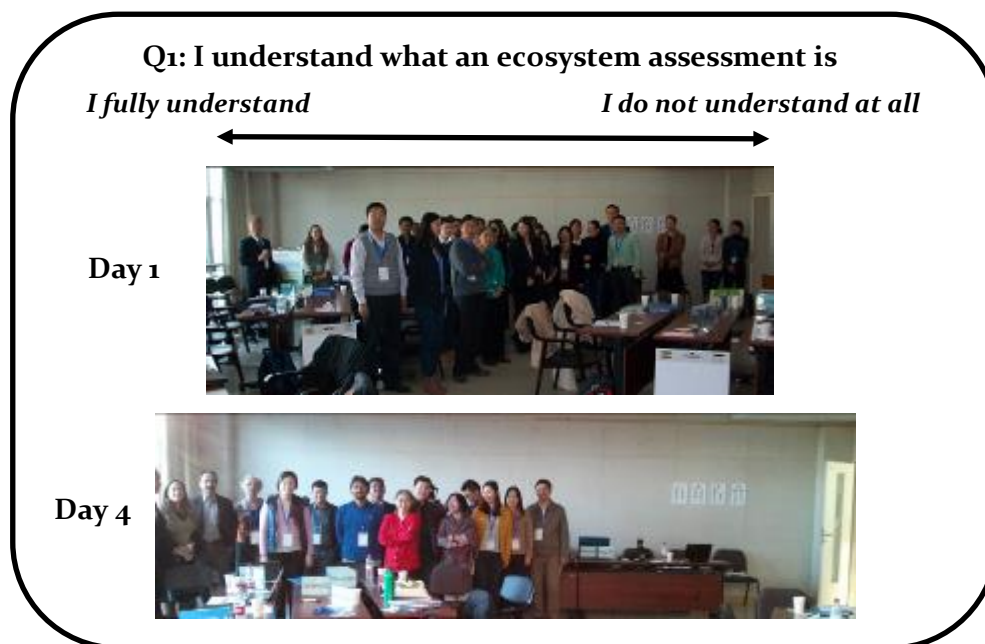 Q1: I understand what an ecosystem assessment is
I fully understand I do not understand at all
Day 1
Day 4